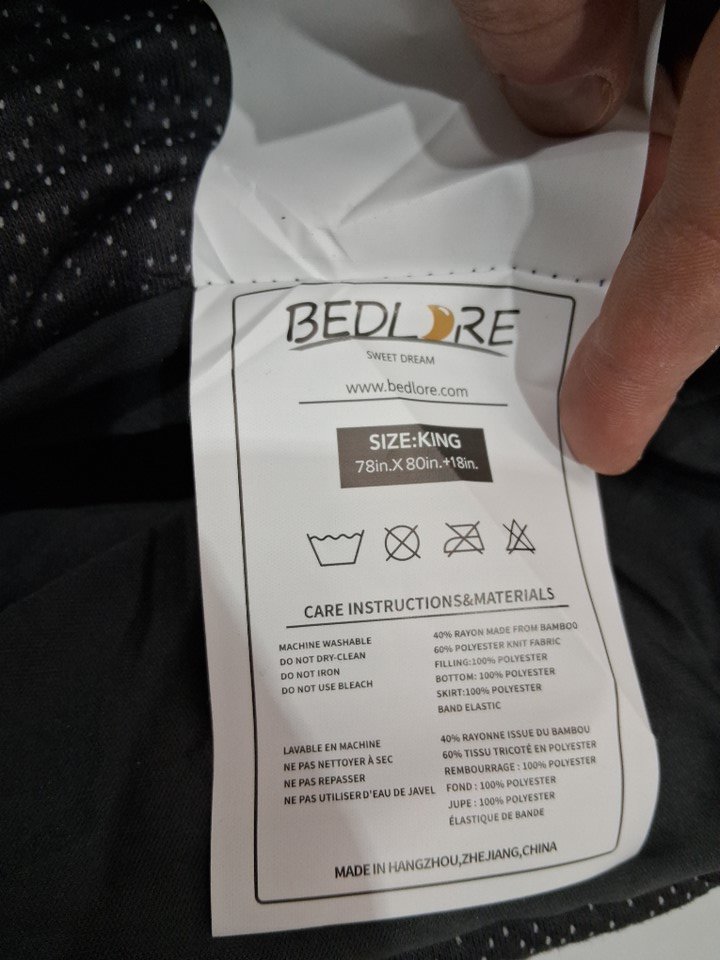 BEDLORE
SWEET DREAM
www.bedlore.com
SIZE:KING
78in.X 80in.+18in.
CARE INSTRUCTIONS&MATERIALS
MACHINE WASHABLE
DO NOT DRY-CLEAN
DO NOT IRON
DO NOT USE BLEACH
40% RAYON MADE FROM BAMBOO
60% POLYESTER KNIT FABRIC
FILLING:100% POLYESTER
BOTTOM: 100% POLYESTER
SKIRT:100% POLYESTER
BAND ELASTIC
LAVABLE EN MACHINE
NE PAS NETTOYER À SEC
NE PAS REPASSER
NE PAS UTILISER D'EAU DE JAVEL
40% RAYONNE ISSUE DU BAMBOU
60% TISSU TRICOTÉ EN POLYESTER
REMBOURRAGE : 100% POLYESTER
FOND : 100% POLYESTER
JUPE : 100% POLYESTER
ÉLASTIQUE DE BANDE
MADE IN HANGZHOU,ZHEJIANG,CHINA